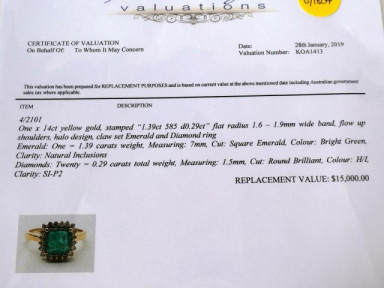 valuations
CERTIFICATE OF VALUATION
On Behalf Of: To Whom It May Concern
Date: 28th January, 2019
Valuation Number: KOA1413
This valuation has been prepared for REPLACEMENT PURPOSES and is based on current value at the above mentioned date including Australian government
sales tax where applicable.
ITEM DESCRIPTION
4/2101
One x 14ct yellow gold, stamped "1.39ct 585 d0.29ct" flat radius 1.6 – 1.9mm wide band, flow up
shoulders, halo design, claw set Emerald and Diamond ring
Emerald: One = 1.39 carats weight, Measuring: 7mm, Cut: Square Emerald, Colour: Bright Green,
Clarity: Natural Inclusions
Diamonds: Twenty = 0.29 carats total weight, Measuring: 1.5mm, Cut: Round Brilliant, Colour: H/I,
Clarity: SI-P2
REPLACEMENT VALUE: $15,000.00